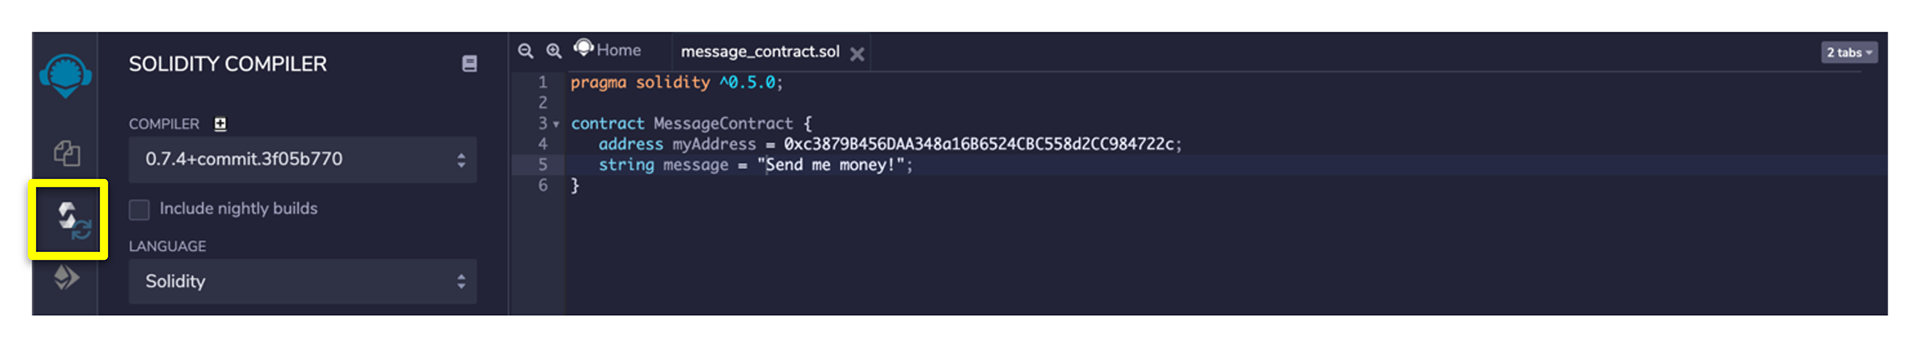 SOLIDITY COMPILER
COMPILER
0.7.4+commit.3f05b770
Include nightly builds
LANGUAGE
Solidity
Home
message_contract.sol
2 tabs
1 pragma solidity ^0.5.0;
2
3 contract MessageContract {
4 address myAddress = 0xc3879B456DAA348a16B6524CBC558d2CC984722c;
5 string message = "Send me money!";
6 }